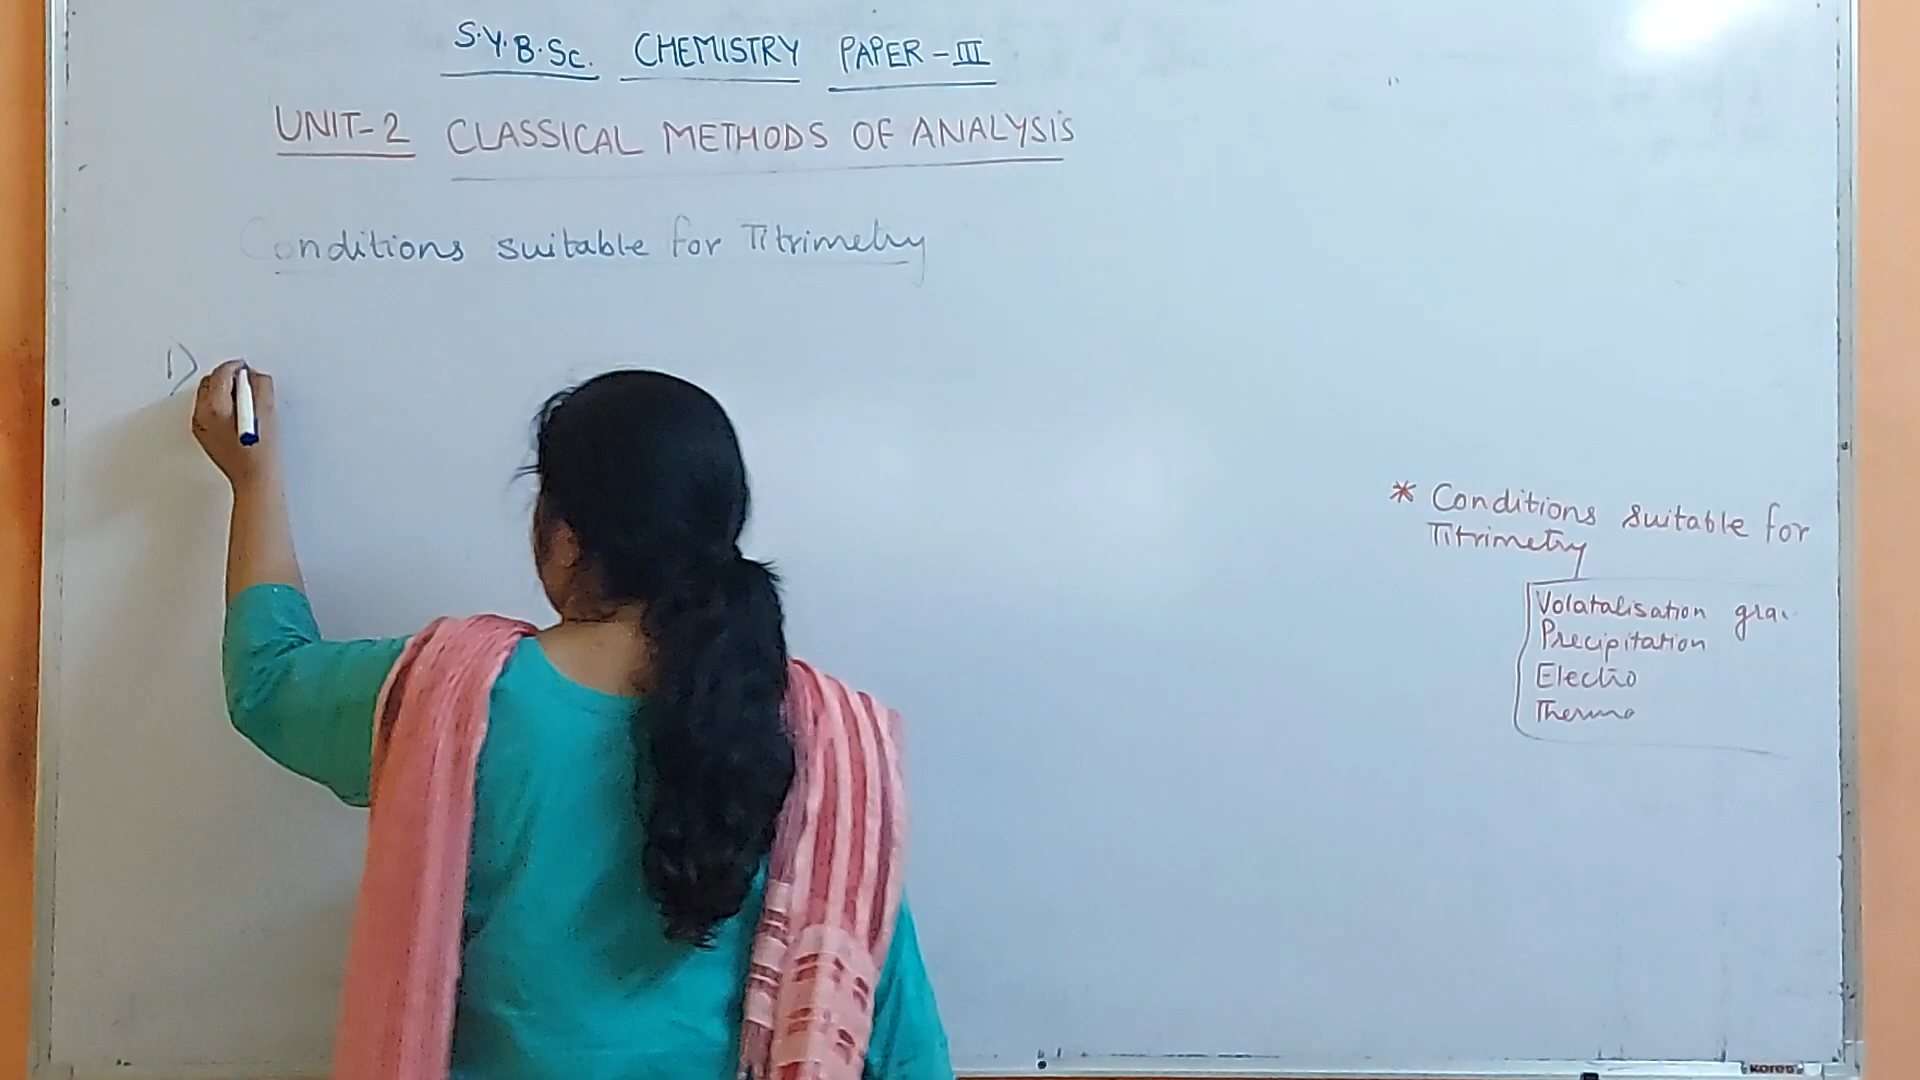 S.Y.B.Sc. CHEMISTRY PAPER-III
UNIT-2 CLASSICAL METHODS OF ANALYSIS
Conditions suitable for Titrimetry
1)
* Conditions suitable for
Titrimetry
Volatalisation gra
Precipitation
Electro
Thermo
kores